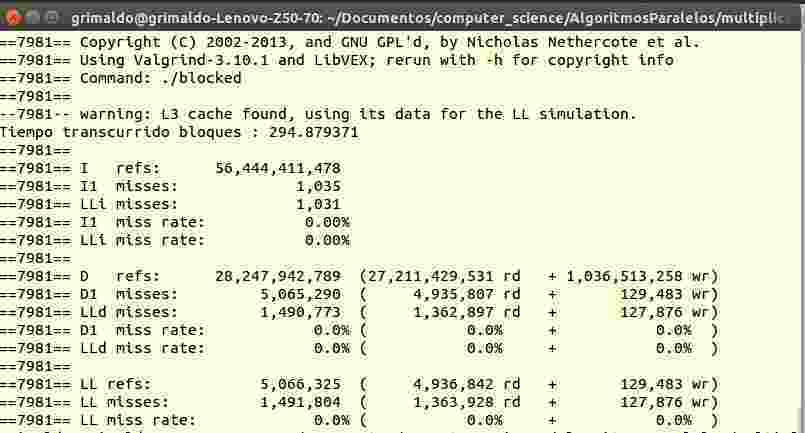 grimaldo@grimaldo-Lenovo-Z50-70: ~/Documentos/computer_science/AlgoritmosParalelos/multiplic
==7981== Copyright (C) 2002-2013, and GNU GPL'd, by Nicholas Nethercote et al.
==7981== Using Valgrind-3.10.1 and LibVEX; rerun with -h for copyright info
==7981== Command: ./blocked
==7981==
--7981-- warning: L3 cache found, using its data for the LL simulation.
Tiempo transcurrido bloques : 294.879371
==7981==
==7981== I   refs:      56,444,411,478
==7981== I1  misses:             1,035
==7981== LLi misses:             1,031
==7981== I1  miss rate:           0.00%
==7981== LLi miss rate:           0.00%
==7981==
==7981== D   refs:      28,247,942,789  (27,211,429,531 rd   + 1,036,513,258 wr)
==7981== D1  misses:         5,065,290  (     4,935,807 rd   +       129,483 wr)
==7981== LLd misses:         1,490,773  (     1,362,897 rd   +       127,876 wr)
==7981== D1  miss rate:            0.0% (           0.0%     +           0.0%  )
==7981== LLd miss rate:            0.0% (           0.0%     +           0.0%  )
==7981==
==7981== LL refs:            5,066,325  (     4,936,842 rd   +       129,483 wr)
==7981== LL misses:          1,491,804  (     1,363,928 rd   +       127,876 wr)
==7981== LL miss rate:             0.0% (           0.0%     +           0.0%  )